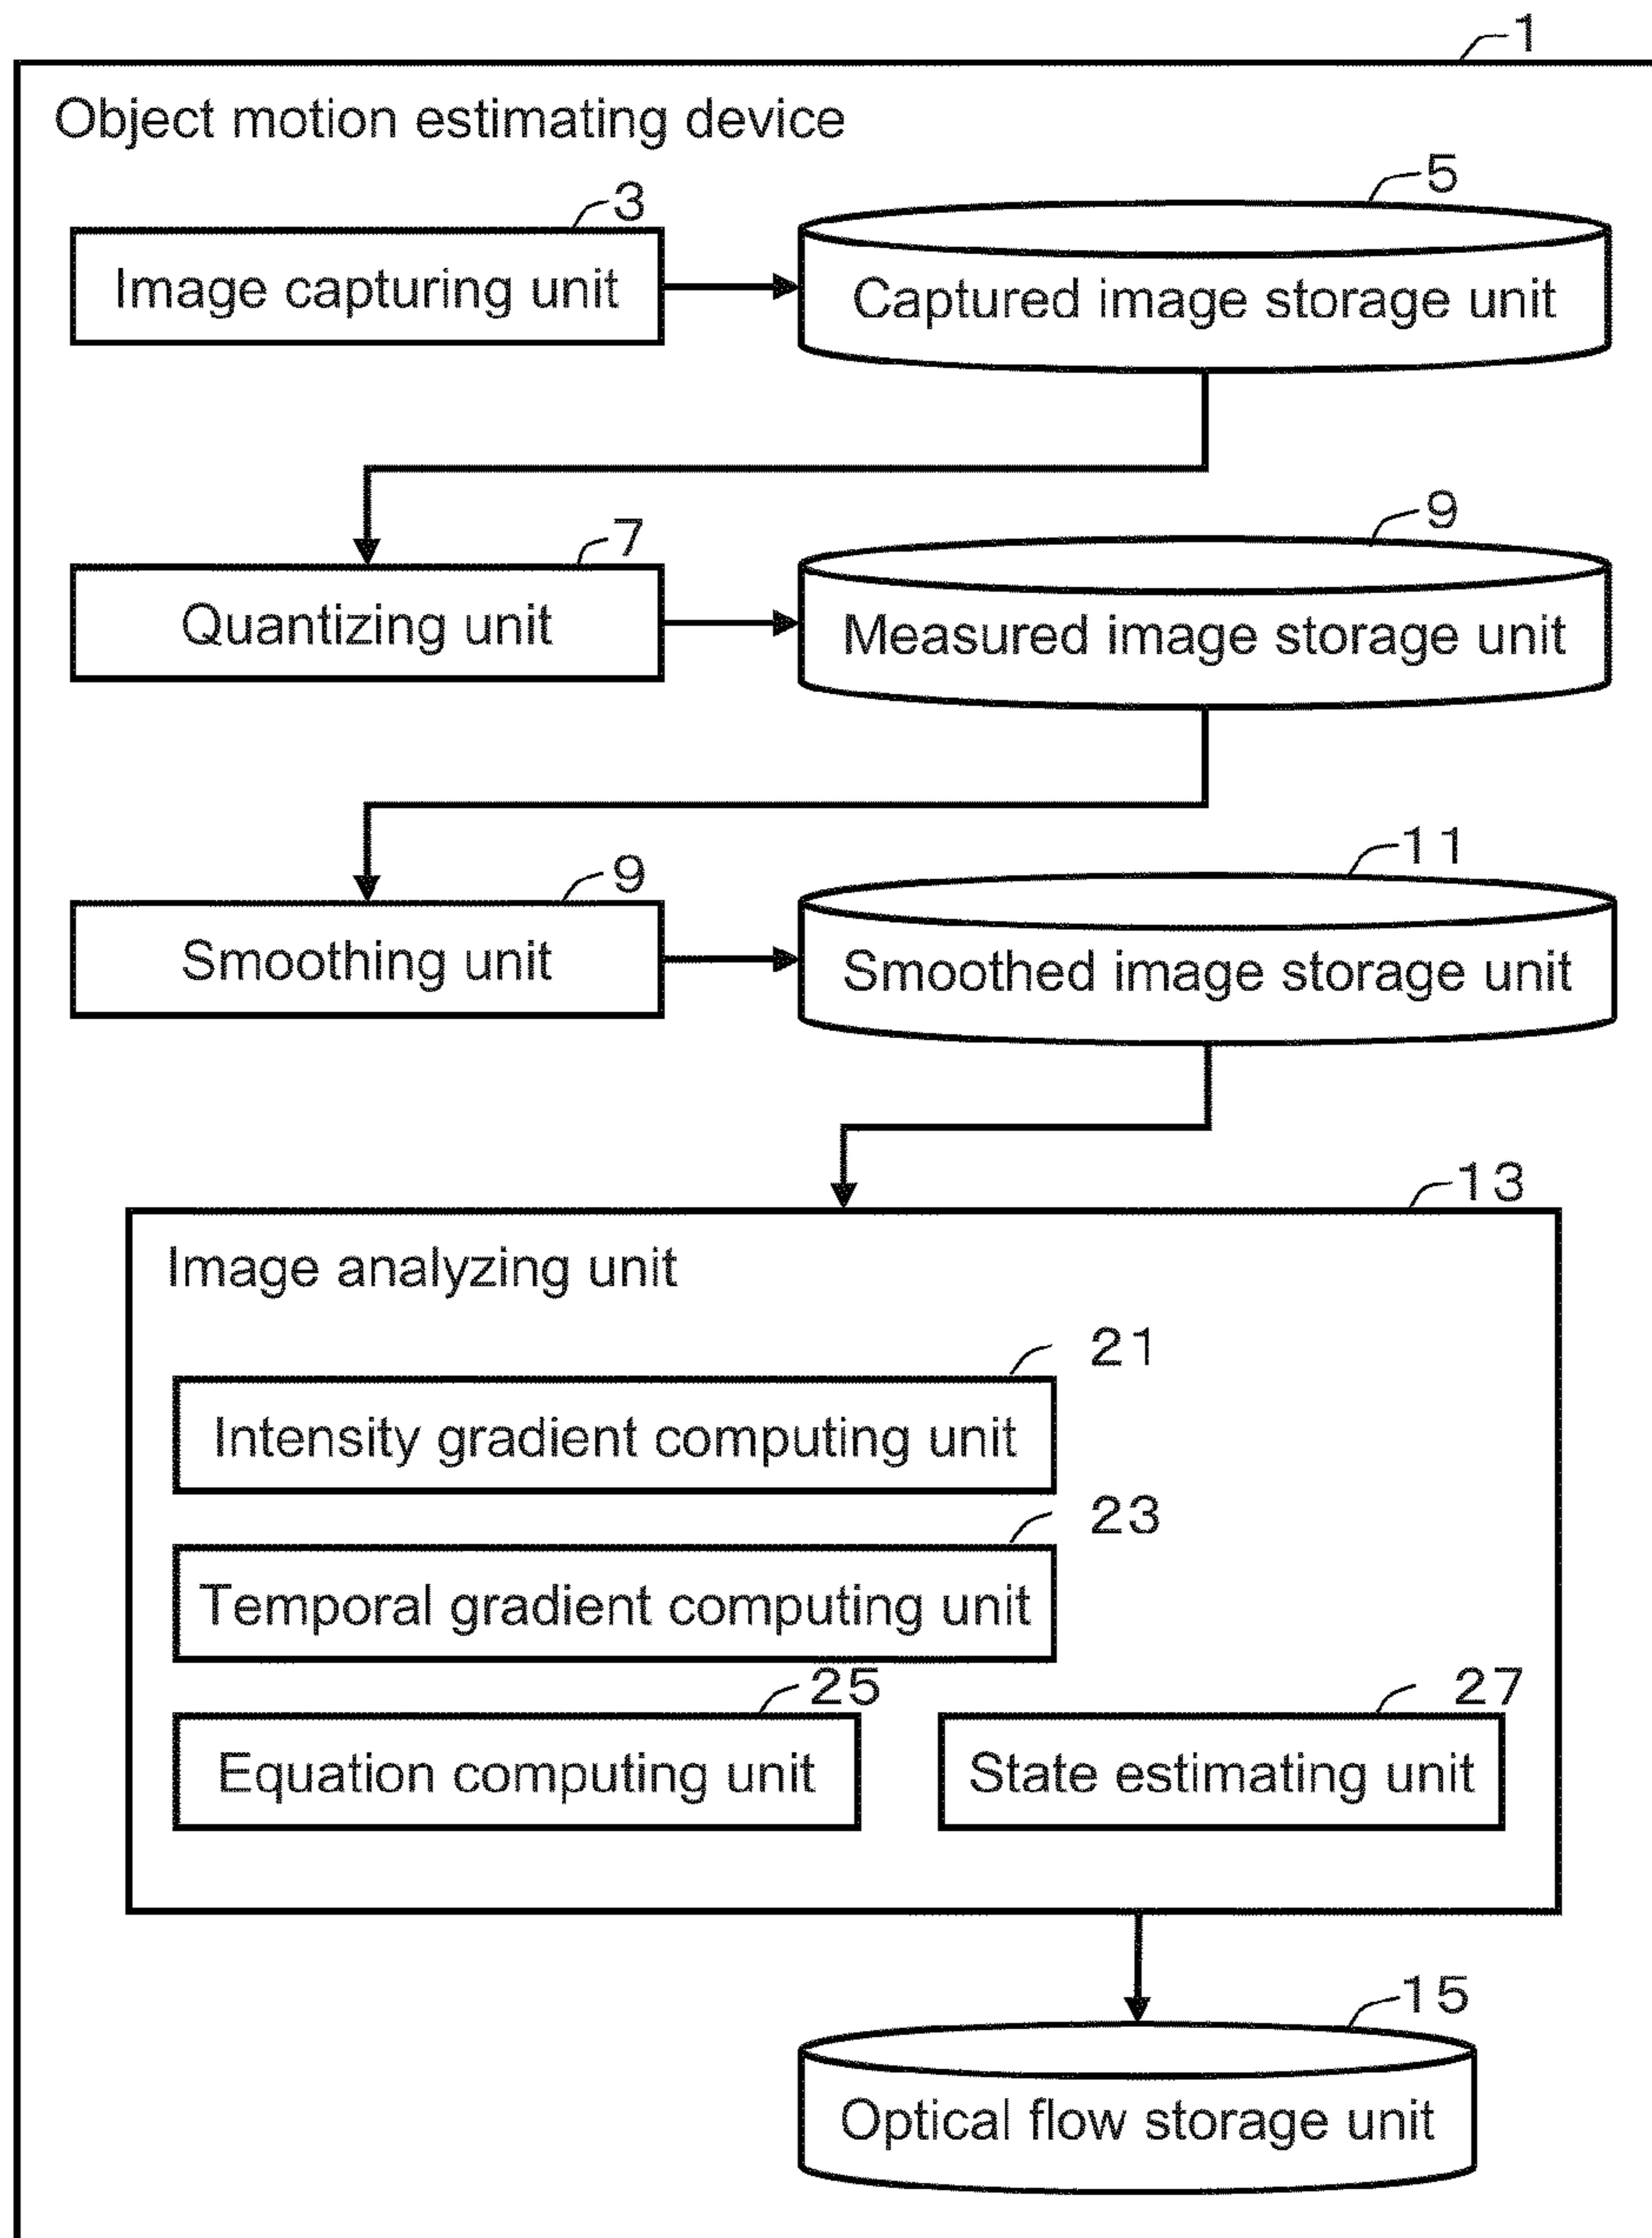 1
Object motion estimating device
3
5
Image capturing unit
Captured image storage unit
7
9
Quantizing unit
Measured image storage unit
9
11
Smoothing unit
Smoothed image storage unit
13
Image analyzing unit
21
Intensity gradient computing unit
23
Temporal gradient computing unit
25
27
Equation computing unit
State estimating unit
15
Optical flow storage unit